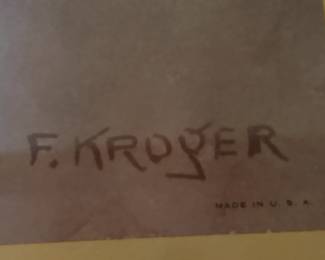 F. KROGER
MADE IN U. S. A.